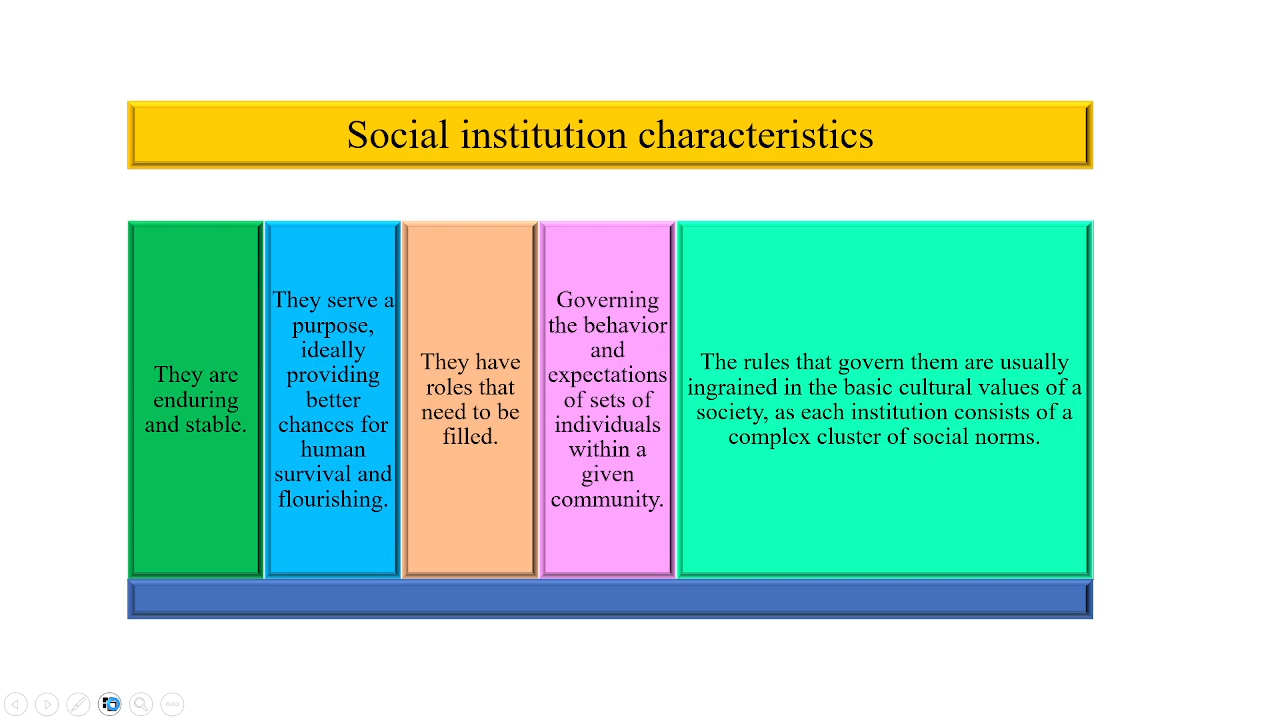 Social institution characteristics
They are
enduring
and stable.
They serve a
purpose,
ideally
providing
better
chances for
human
survival and
flourishing.
They have
roles that
need to be
filled.
Governing
the behavior
and
expectations
of sets of
individuals
within a
given
community.
The rules that govern them are usually
ingrained in the basic cultural values of a
society, as each institution consists of a
complex cluster of social norms.